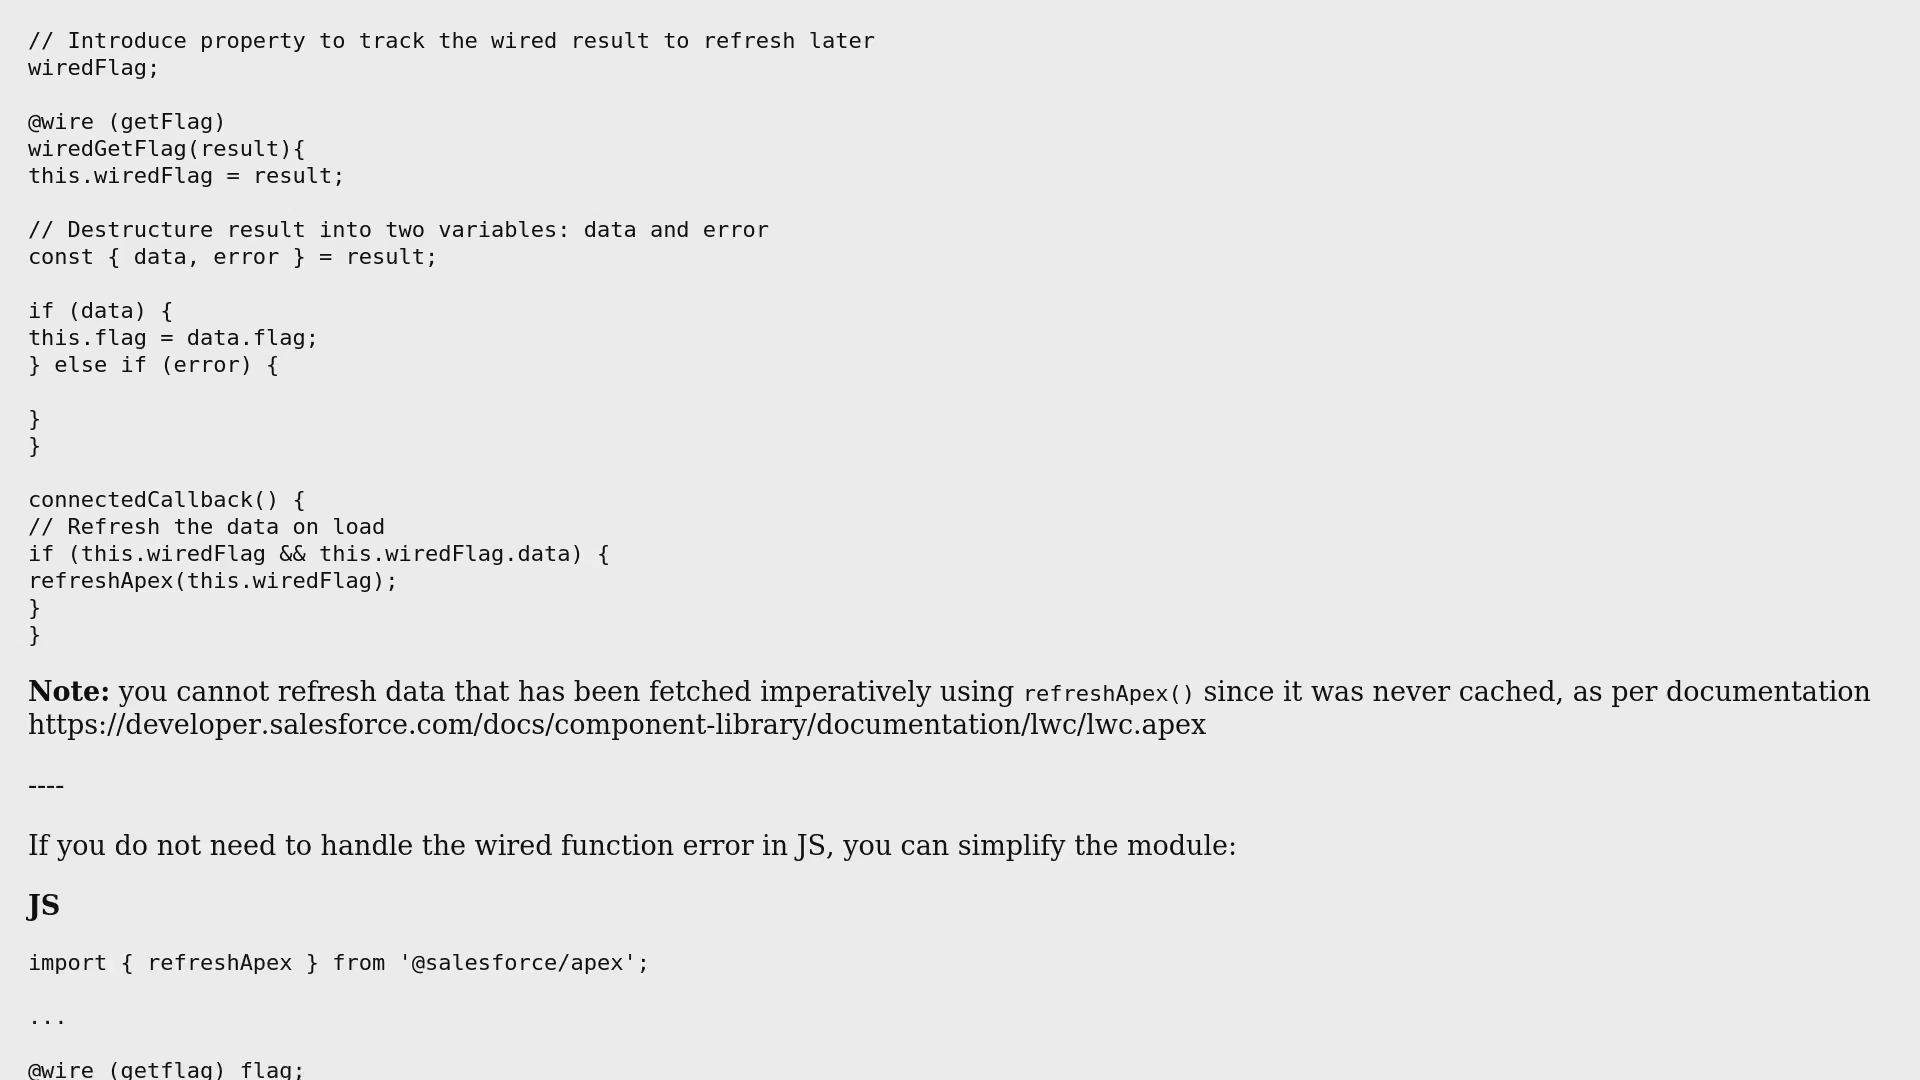 // Introduce property to track the wired result to refresh later
wiredFlag;
@wire (getFlag)
wiredGetFlag(result){
this.wiredFlag = result;
// Destructure result into two variables: data and error
const { data, error } = result;
if (data) {
this.flag = data.flag;
} else if (error) {
}
}
connectedCallback() {
// Refresh the data on load
if (this.wiredFlag && this.wiredFlag.data) {
refreshApex(this.wiredFlag);
}
}
Note: you cannot refresh data that has been fetched imperatively using refreshApex() since it was never cached, as per documentation
https://developer.salesforce.com/docs/component-library/documentation/lwc/lwc.apex
----
If you do not need to handle the wired function error in JS, you can simplify the module:
JS
import { refreshApex } from '@salesforce/apex';
...
@wire (getflag) flag;